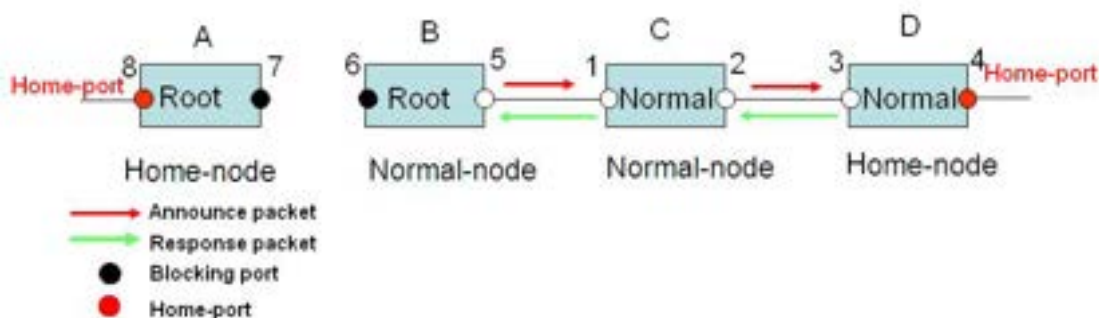 A B C D
8 7 6 5 1 2 3 4
Home-port Root Root Normal Normal Home-port
Home-node Normal-node Normal-node Home-node
Announce packet
Response packet
Blocking port
Home-port